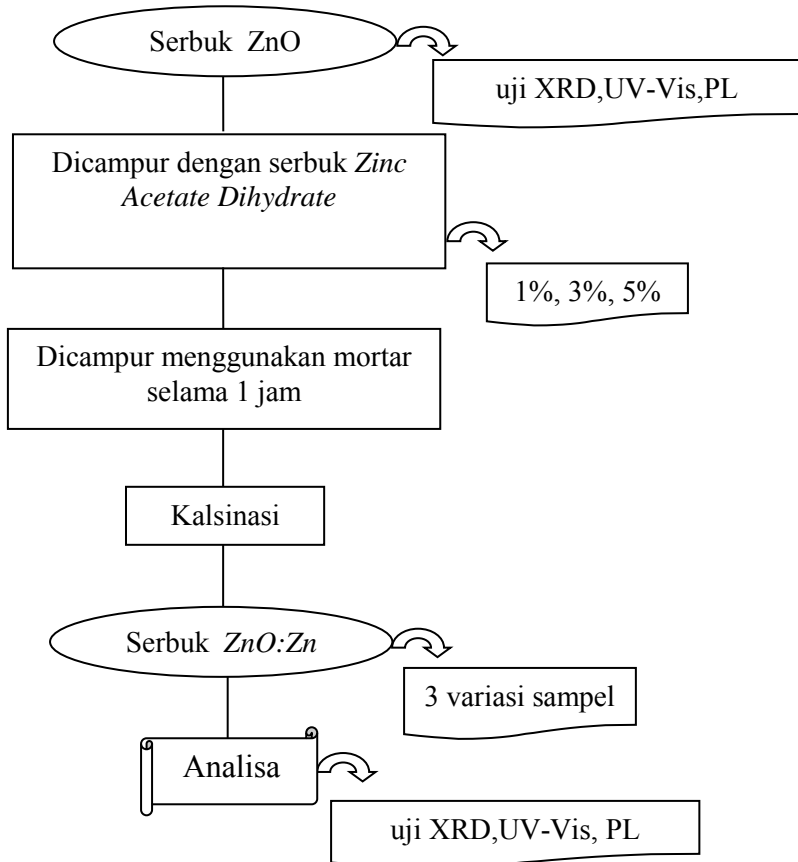 Serbuk ZnO
uji XRD,UV-Vis,PL
Dicampur dengan serbuk Zinc
Acetate Dihydrate
1%, 3%, 5%
Dicampur menggunakan mortar
selama 1 jam
Kalsinasi
Serbuk ZnO:Zn
3 variasi sampel
Analisa
uji XRD,UV-Vis, PL